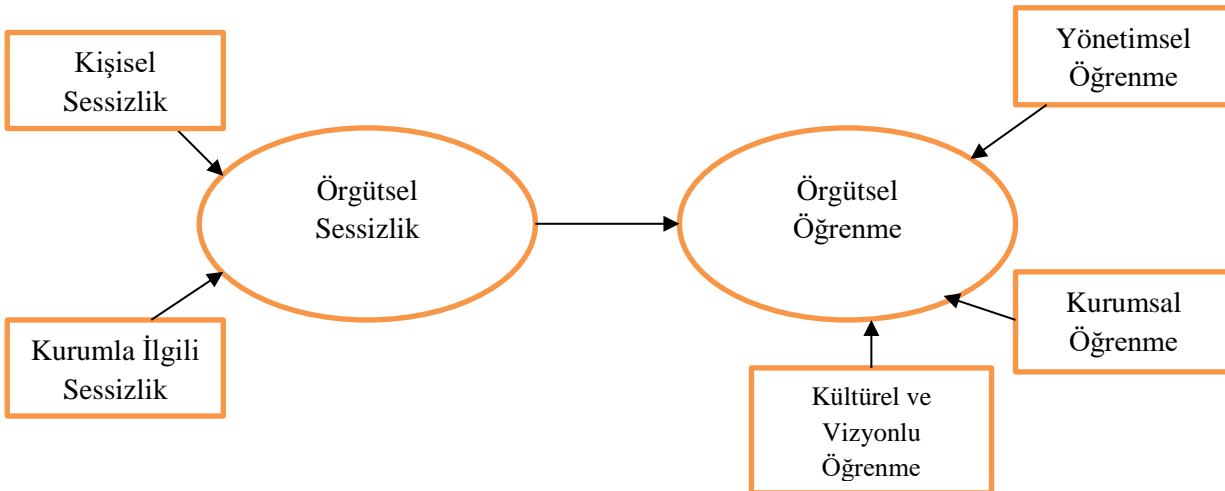 Kişisel
Sessizlik
Örgütsel
Sessizlik
Kurumla İlgili
Sessizlik
Örgütsel
Öğrenme
Yönetimsel
Öğrenme
Kurumsal
Öğrenme
Kültürel ve
Vizyonlu
Öğrenme